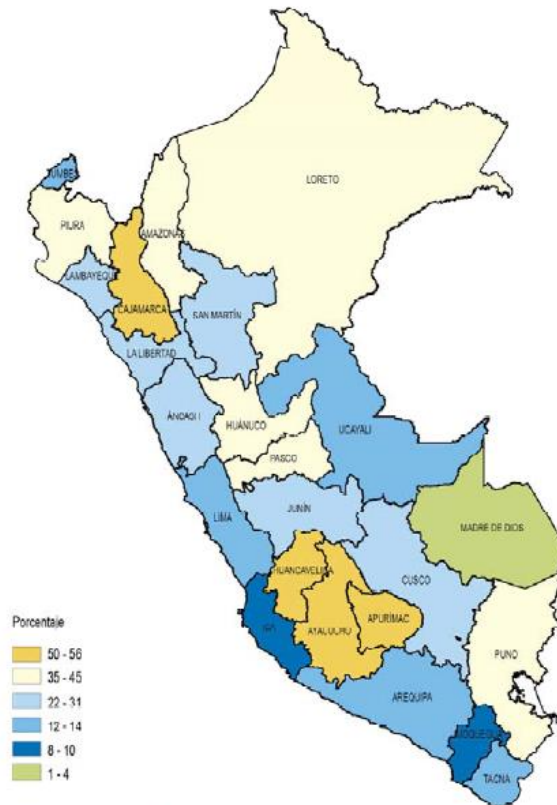 LORETO
TUMBES
PIURA
AMAZONAS
LAMBAYEQUE
CAJAMARCA
SAN MARTÍN
LA LIBERTAD
HUÁNUCO
UCAYALI
PASCO
LIMA
JUNÍN
MADRE DE DIOS
HUANCAVELICA
CUSCO
APURÍMAC
PUNO
AREQUIPA
MOQUEGUA
TACNA
Porcentaje
50 - 56
35 - 45
22 - 31
12 - 14
8 - 10
1 - 4